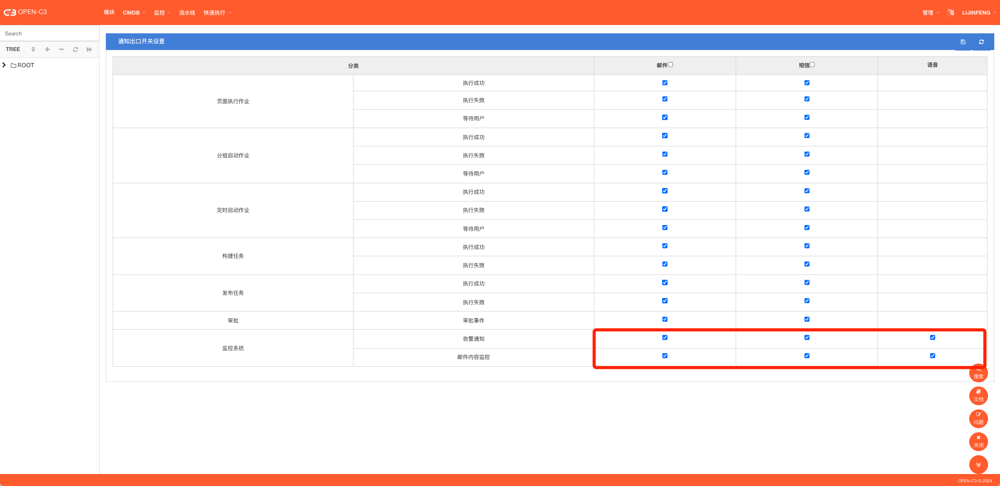 OPEN-C3 模块 CMDB 监控 流水线 快速执行 管理 LIJINFENG
Search
TREE
ROOT
通知出口开关设置
分类 邮件 短信 语音
页面执行作业 执行成功
执行失败
等待用户
分组启动作业 执行成功
执行失败
等待用户
定时启动作业 执行成功
执行失败
等待用户
构建任务 执行成功
执行失败
发布任务 执行成功
执行失败
审批 审批事件
监控系统 告警通知
邮件内容监控
搜索
文档
问题
关闭
OPEN-C3 © 2024